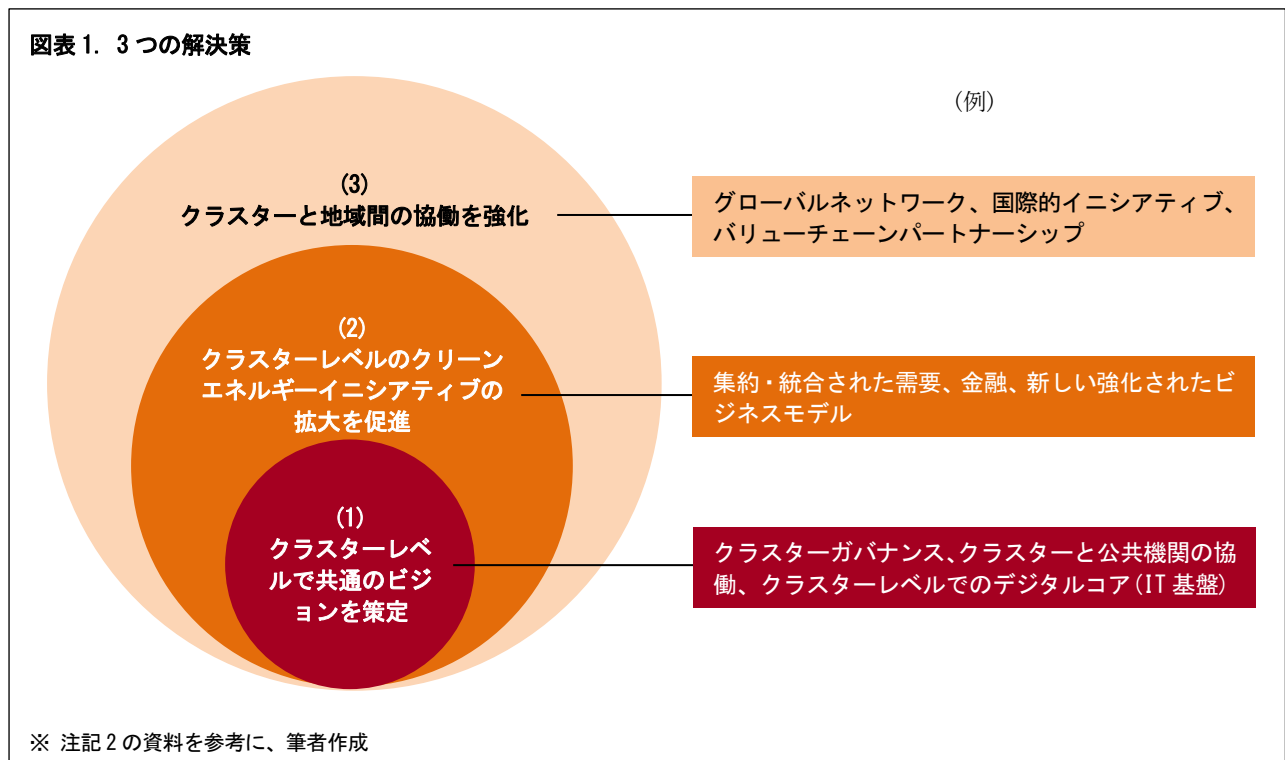 図表 1. 3 つの解決策
(例)
(3)
クラスターと地域間の協働を強化
グローバルネットワーク、国際的イニシアティブ、
バリューチェーンパートナーシップ
(2)
クラスターレベルのクリーン
エネルギーイニシアティブの
拡大を促進
集約・統合された需要、金融、新しい強化されたビ
ジネスモデル
(1)
クラスターレベ
ルで共通のビジ
ョンを策定
クラスターガバナンス、クラスターと公共機関の協
働、クラスターレベルでのデジタルコア(IT 基盤)
※ 注記 2 の資料を参考に、筆者作成